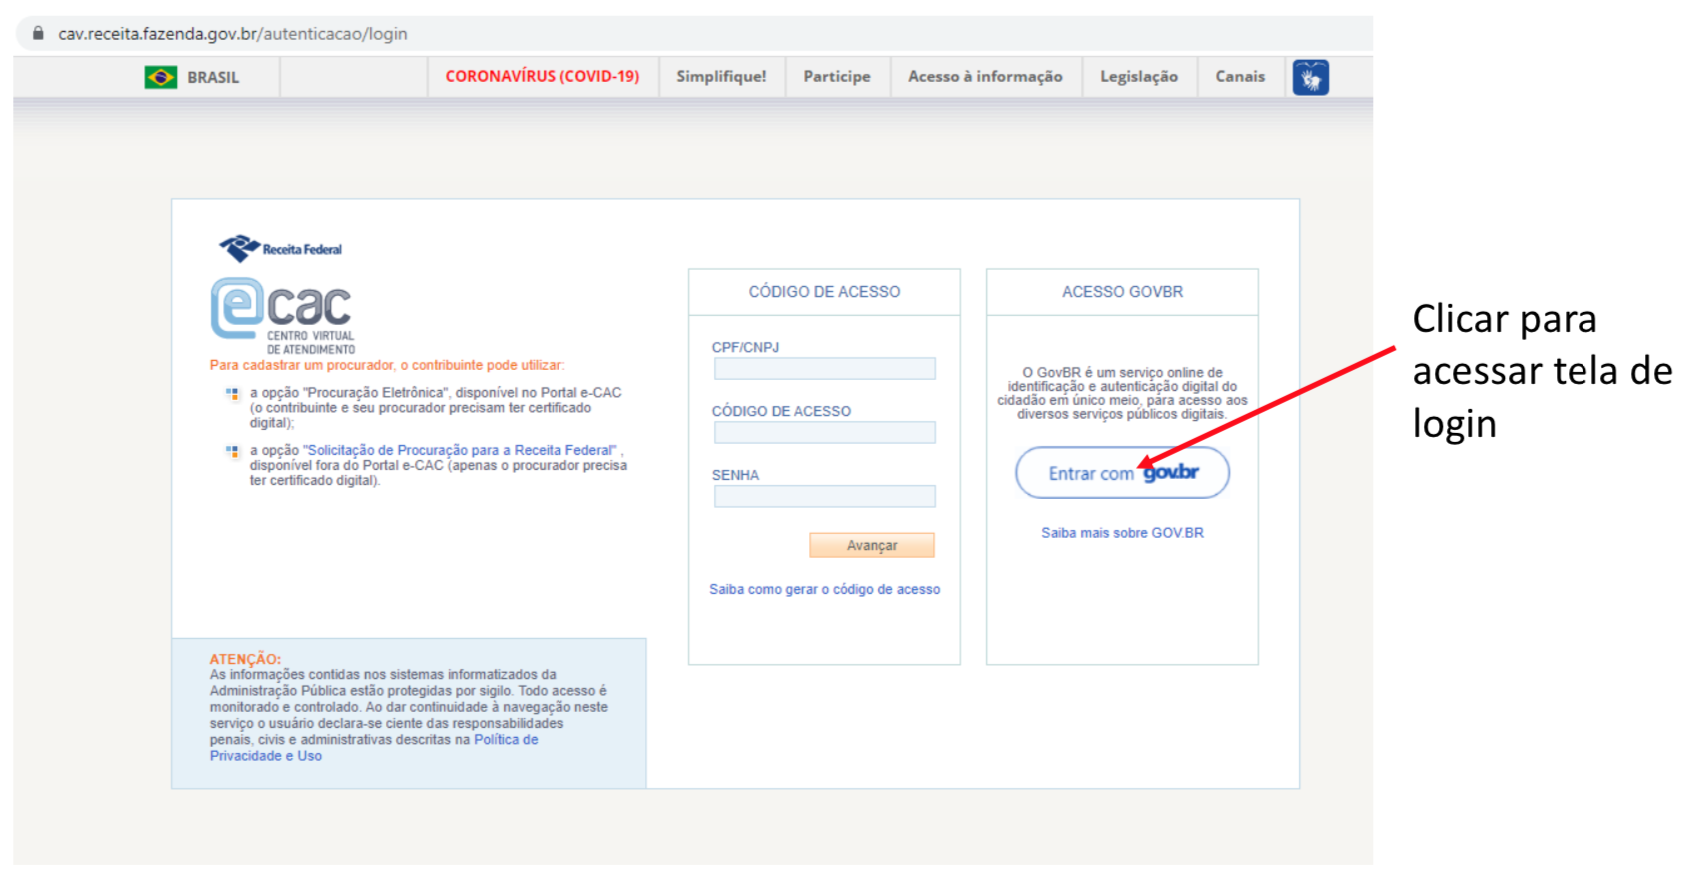 cav.receita.fazenda.gov.br/autenticacao/login
BRASIL
CORONAVÍRUS (COVID-19)
Simplifique!
Participe
Acesso à informação
Legislação
Canais
Receita Federal
ecac
CENTRO VIRTUAL
DE ATENDIMENTO
Para cadastrar um procurador, o contribuinte pode utilizar:
a opção "Procuração Eletrônica", disponível no Portal e-CAC
(o contribuinte e seu procurador precisam ter certificado
digital);
a opção "Solicitação de Procuração para a Receita Federal" ,
disponível fora do Portal e-CAC (apenas o procurador precisa
ter certificado digital).
ATENÇÃO:
As informações contidas nos sistemas informatizados da
Administração Pública estão protegidas por sigilo. Todo acesso é
monitorado e controlado. Ao dar continuidade à navegação neste
serviço o usuário declara-se ciente das responsabilidades
penais, civis e administrativas descritas na Política de
Privacidade e Uso
CÓDIGO DE ACESSO
CPF/CNPJ
CÓDIGO DE ACESSO
SENHA
Avançar
Saiba como gerar o código de acesso
ACESSO GOVBR
O GovBR é um serviço online de
identificação e autenticação digital do
cidadão em único meio, para acesso aos
diversos serviços públicos digitais.
Entrar com gov.br
Saiba mais sobre GOV.BR
Clicar para
acessar tela de
login